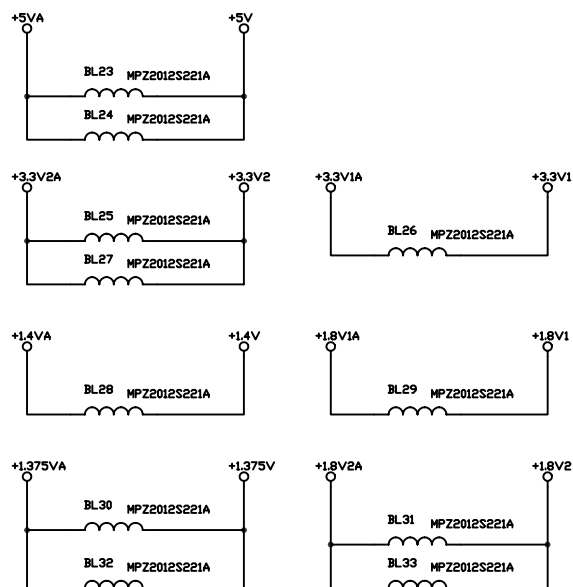 +5VA +5V
BL23 MPZ2012S221A
BL24 MPZ2012S221A
+3.3V2A +3.3V2 +3.3V1A +3.3V1
BL25 MPZ2012S221A
BL26 MPZ2012S221A
BL27 MPZ2012S221A
+1.4VA +1.4V +1.8V1A +1.8V1
BL28 MPZ2012S221A BL29 MPZ2012S221A
+1.375VA +1.375V +1.8V2A +1.8V2
BL30 MPZ2012S221A
BL31 MPZ2012S221A
BL32 MPZ2012S221A BL33 MPZ2012S221A